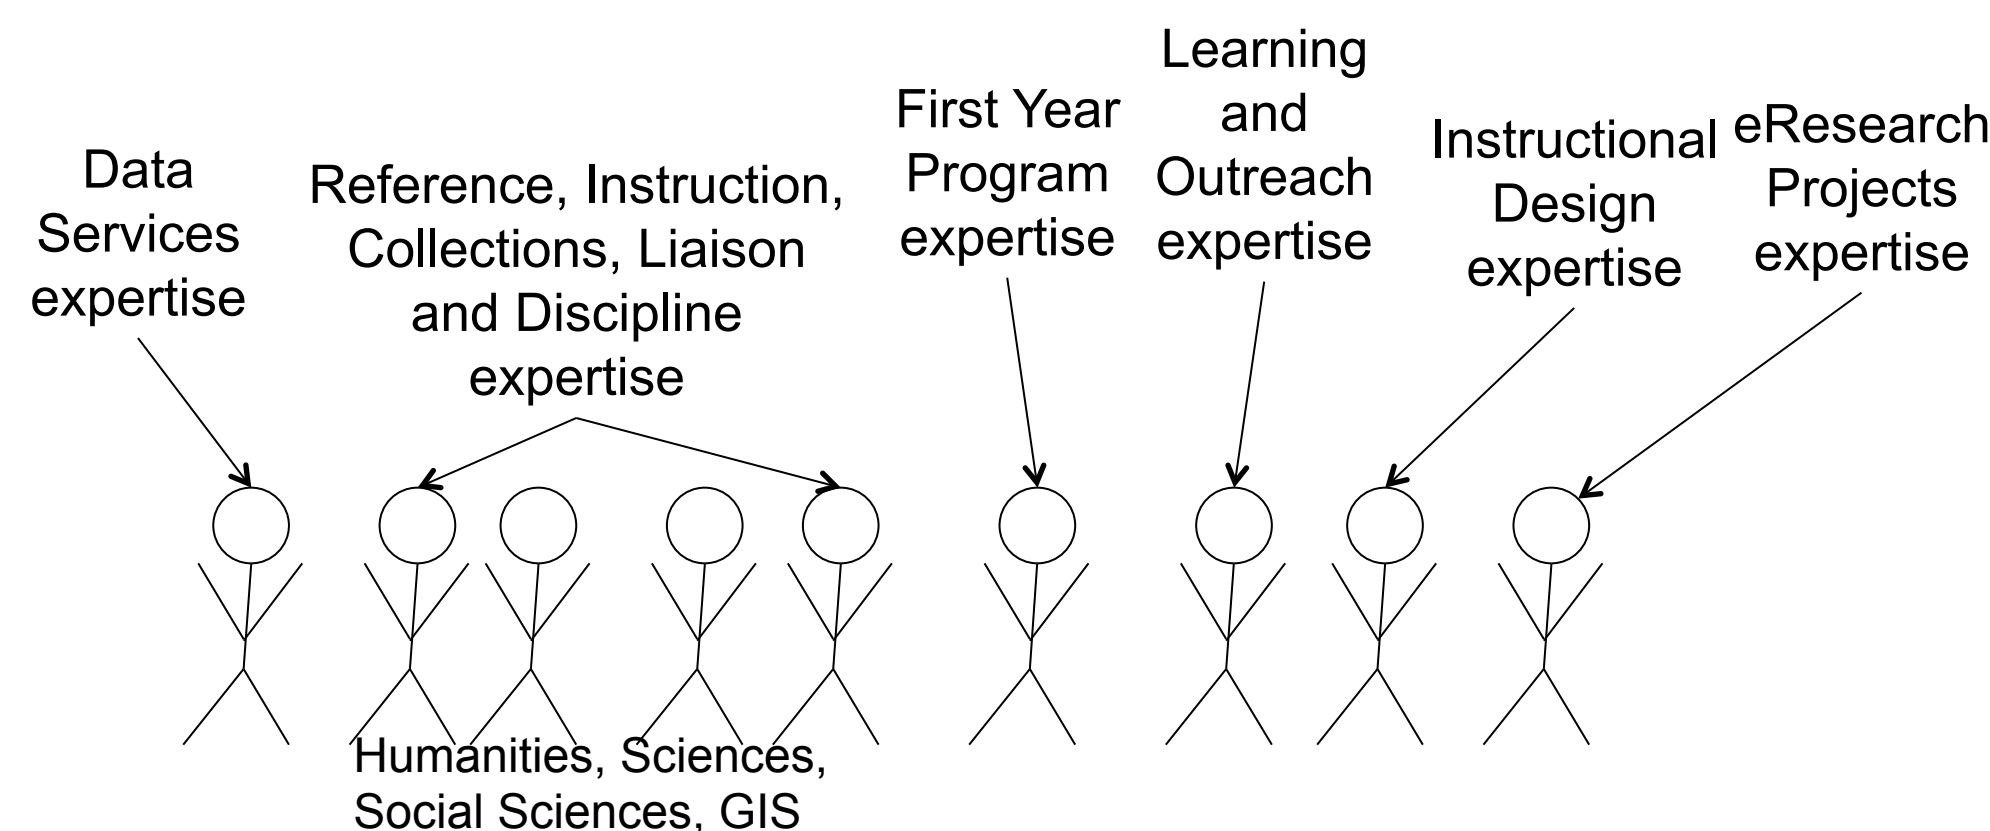 Data
Services
expertise
Reference, Instruction,
Collections, Liaison
and Discipline
expertise
First Year
Program
expertise
Learning
and
Outreach
expertise
Instructional
Design
expertise
eResearch
Projects
expertise
Humanities, Sciences,
Social Sciences, GIS